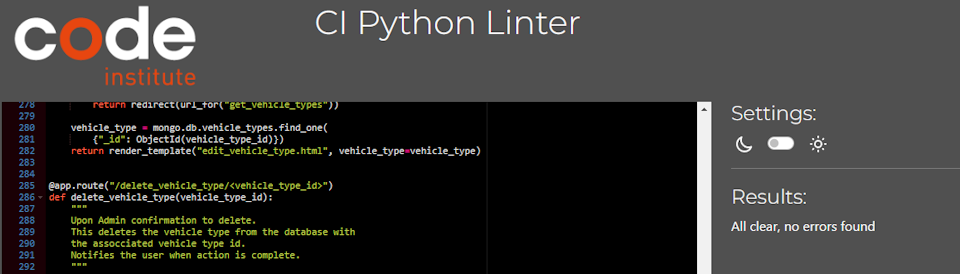 code
institute
CI Python Linter
278 return redirect(url_for("get_vehicle_types"))
279
280 vehicle_type = mongo.db.vehicle_types.find_one(
281 {"_id": ObjectId(vehicle_type_id)})
282 return render_template("edit_vehicle_type.html", vehicle_type=vehicle_type)
283
284
285 @app.route("/delete_vehicle_type/<vehicle_type_id>")
286 def delete_vehicle_type(vehicle_type_id):
287 """
288 Upon Admin confirmation to delete.
289 This deletes the vehicle type from the database with
290 the assocciated vehicle type id.
291 Notifies the user when action is complete.
292 """
Settings:
Results:
All clear, no errors found